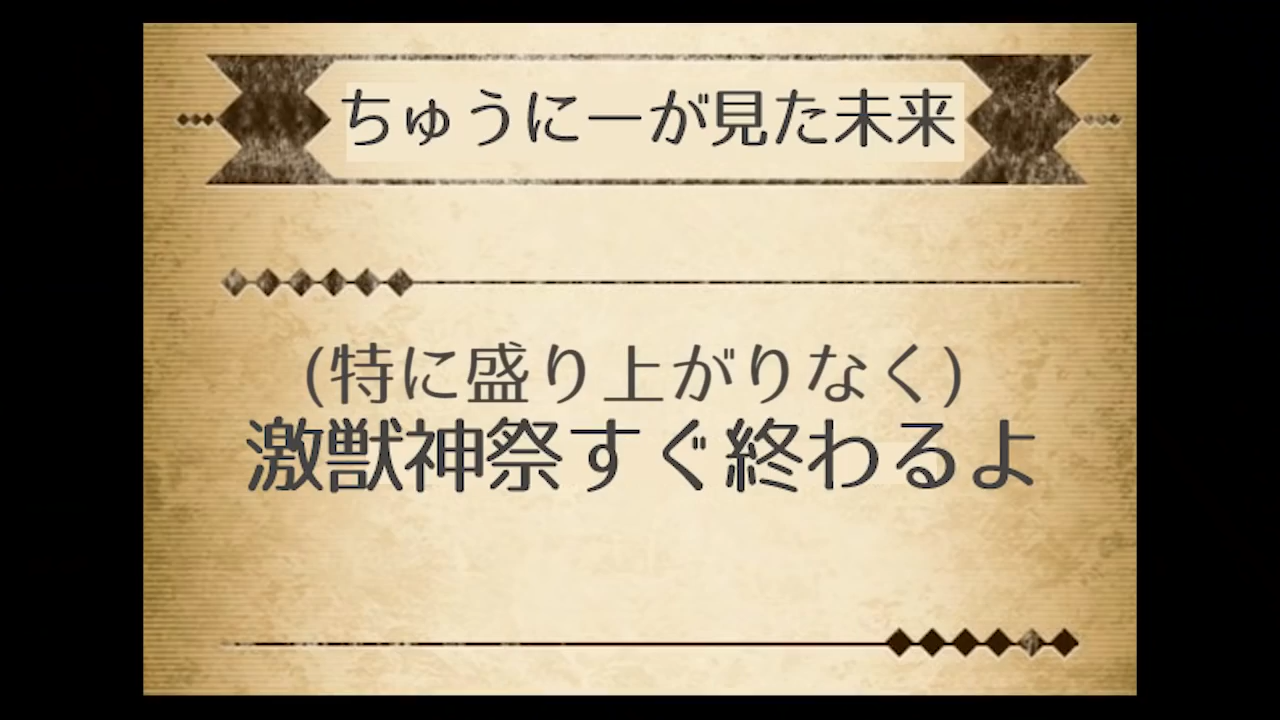 ちゅうにーが見た未来
(特に盛り上がりなく)
激獣神祭すぐ終わるよ